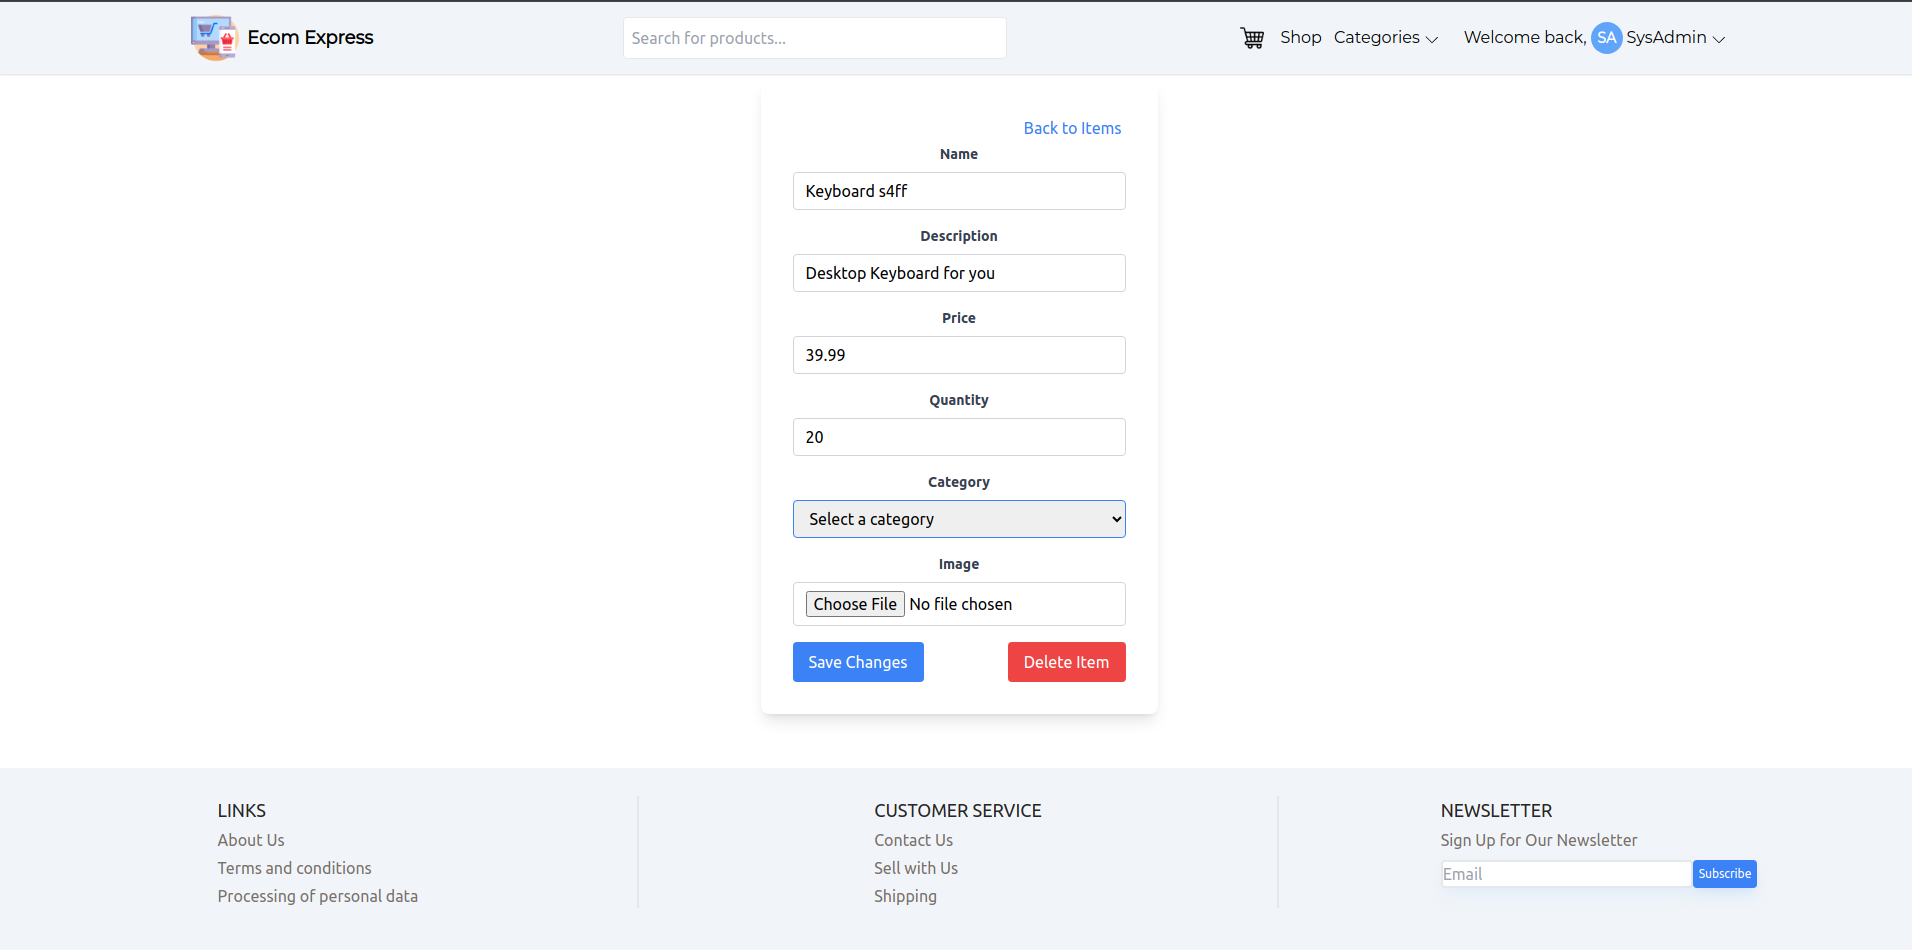 Ecom Express
Search for products...
Shop
Categories
Welcome back, SA SysAdmin
Back to Items
Name
Keyboard s4ff
Description
Desktop Keyboard for you
Price
39.99
Quantity
20
Category
Select a category
Image
Choose File No file chosen
Save Changes
Delete Item
LINKS
About Us
Terms and conditions
Processing of personal data
CUSTOMER SERVICE
Contact Us
Sell with Us
Shipping
NEWSLETTER
Sign Up for Our Newsletter
Email
Subscribe